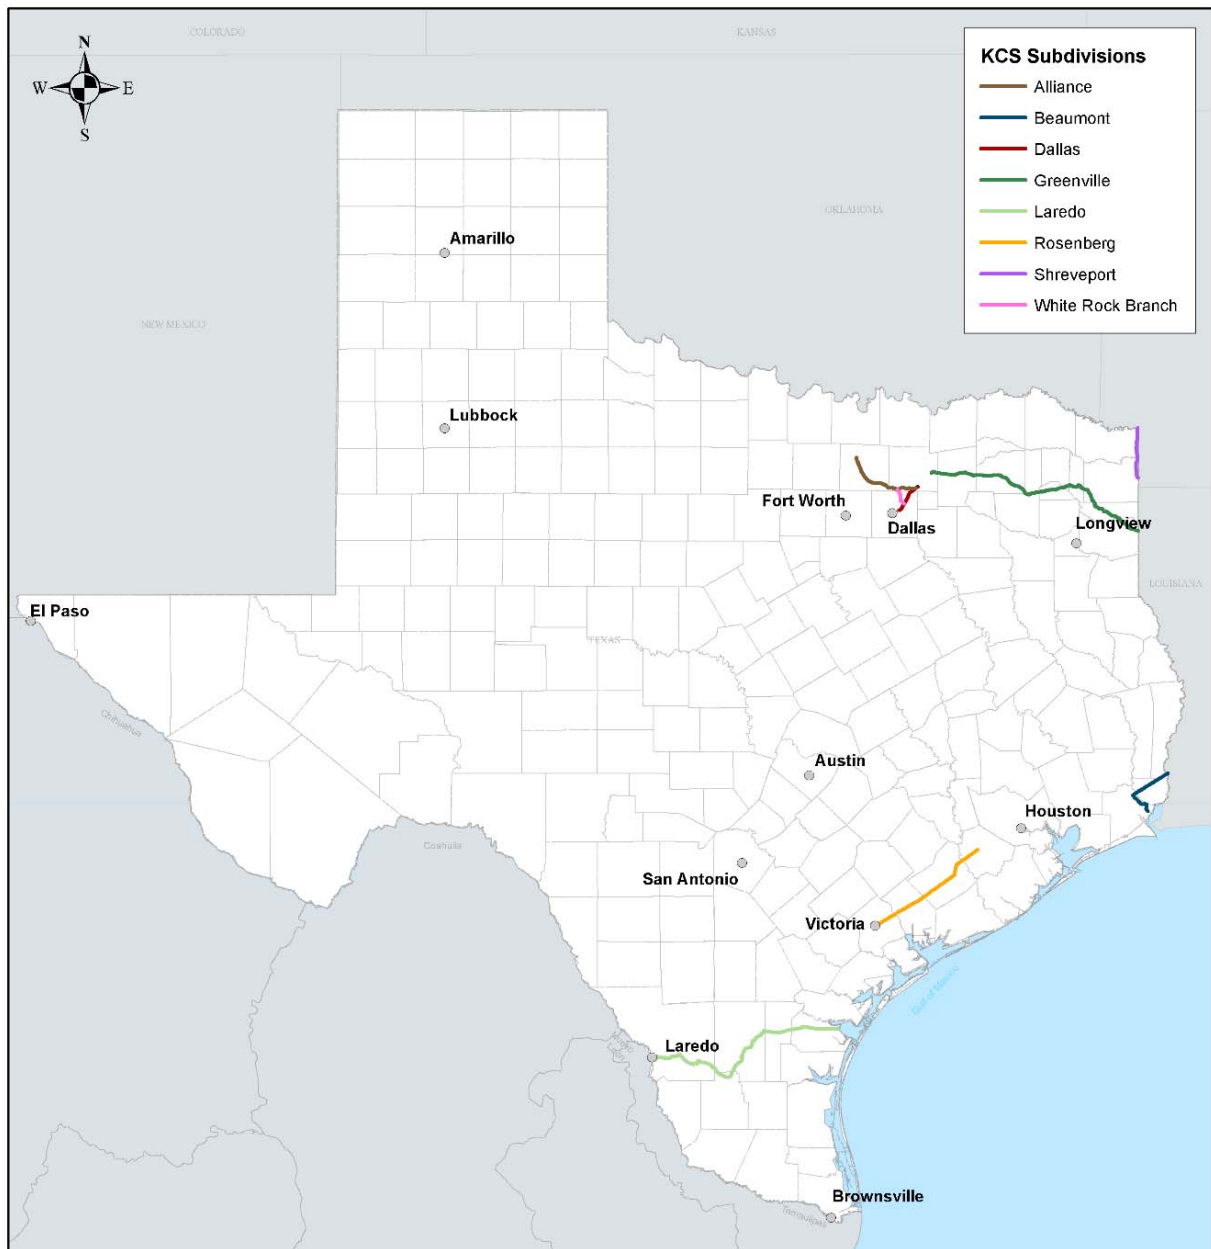 COLORADO
KANSAS
N
W
E
S
KCS Subdivisions
Alliance
Beaumont
Dallas
Greenville
Laredo
Rosenberg
Shreveport
White Rock Branch
OKLAHOMA
Amarillo
NEW MEXICO
Lubbock
Fort Worth
Dallas
Longview
LOUISIANA
El Paso
TEXAS
Chihuahua
Austin
Houston
Coahuila
San Antonio
Victoria
Gulf of Mexico
Laredo
Brownsville
Tamaulipas